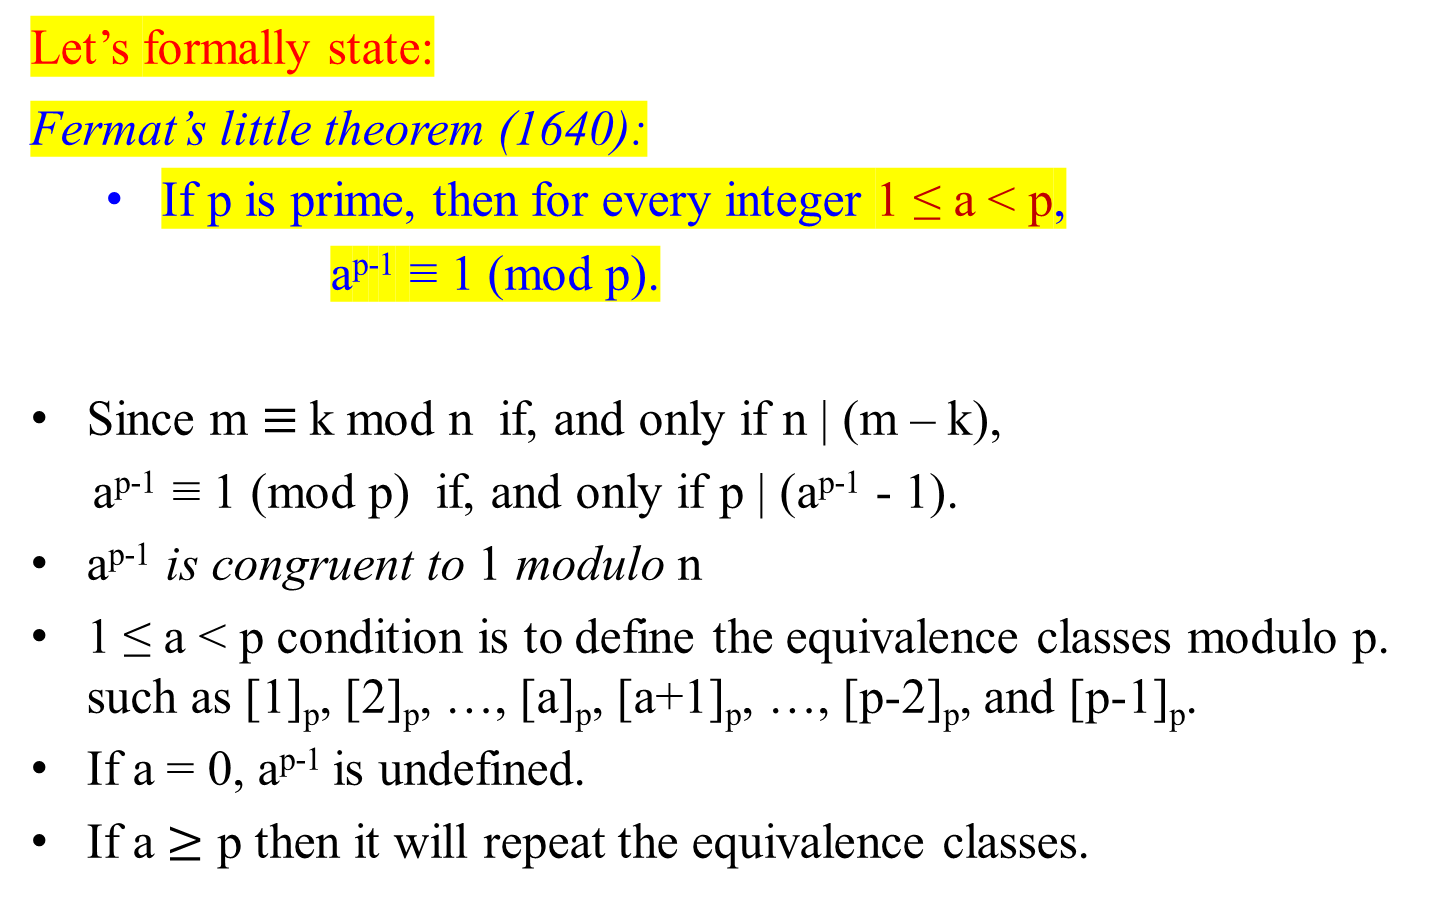 Let’s formally state:
Fermat’s little theorem (1640):
• If p is prime, then for every integer 1 ≤ a < p,
aᵖ⁻¹ ≡ 1 (mod p).
• Since m ≡ k mod n if, and only if n | (m – k),
aᵖ⁻¹ ≡ 1 (mod p) if, and only if p | (aᵖ⁻¹ - 1).
• aᵖ⁻¹ is congruent to 1 modulo n
• 1 ≤ a < p condition is to define the equivalence classes modulo p.
such as [1]ₚ, [2]ₚ, …, [a]ₚ, [a+1]ₚ, …, [p-2]ₚ, and [p-1]ₚ.
• If a = 0, aᵖ⁻¹ is undefined.
• If a ≥ p then it will repeat the equivalence classes.